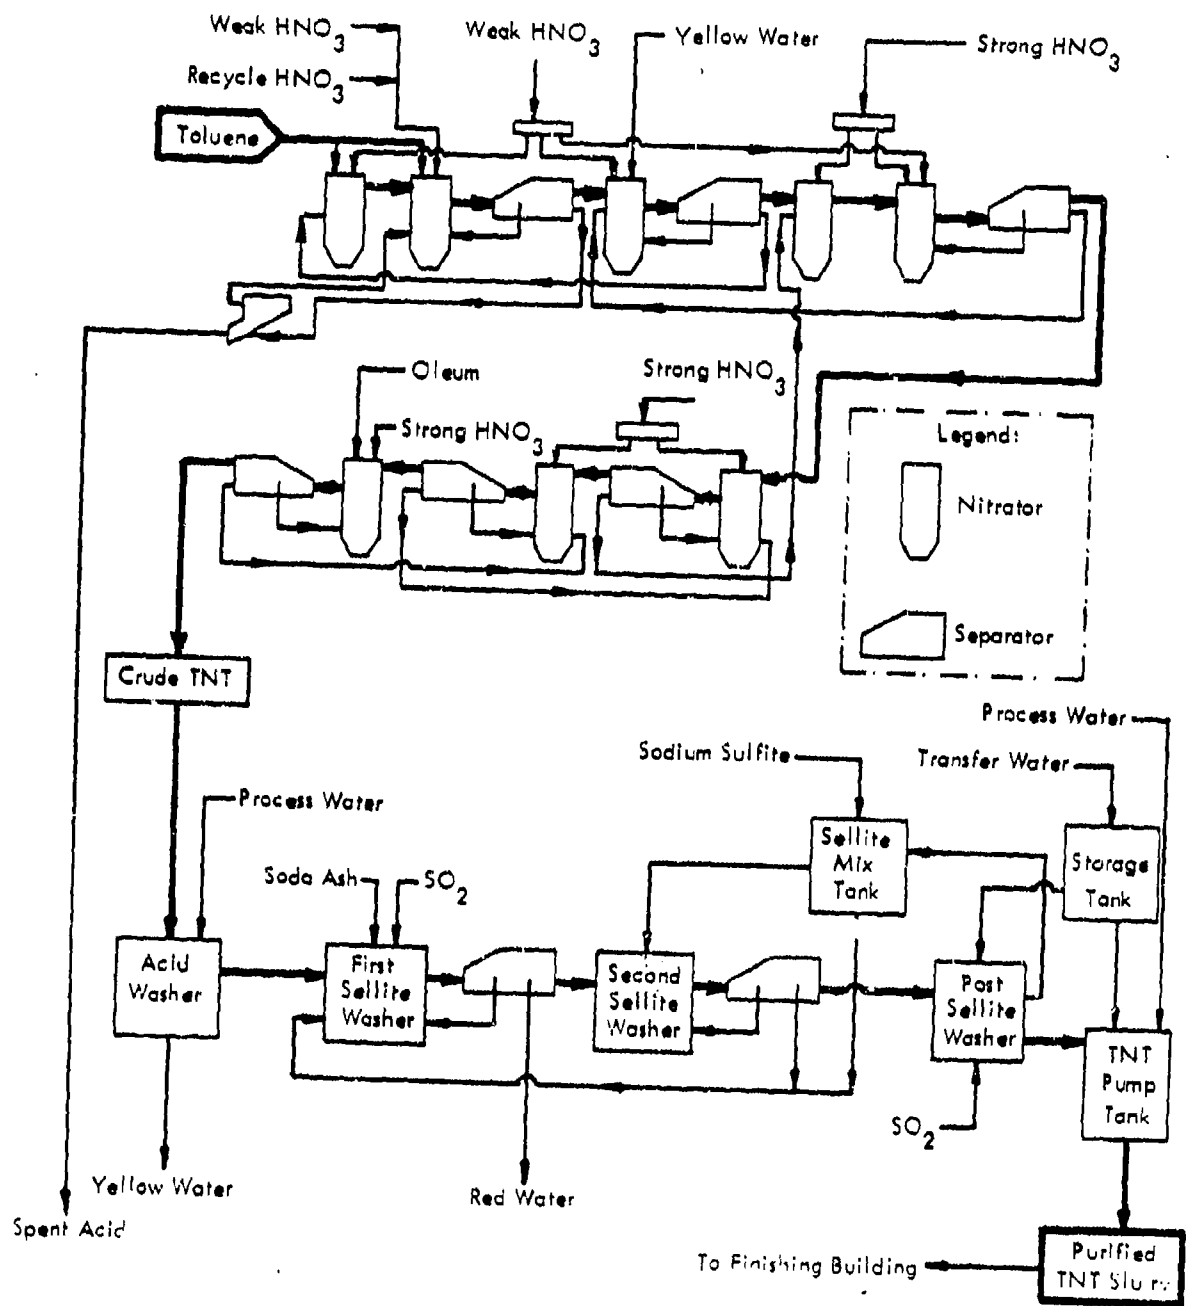 Weak HNO3
Weak HNO3
Yellow Water
Strong HNO3
Recycle HNO3
Toluene
Oleum
Strong HNO3
Strong HNO3
Legend:
Nitrator
Separator
Crude TNT
Process Water
Sodium Sulfite
Transfer Water
Process Water
Sellite
Mix
Tank
Storage
Tank
Soda Ash
SO2
Acid
Washer
First
Sellite
Washer
Second
Sellite
Washer
Post
Sellite
Washer
TNT
Pump
Tank
SO2
Yellow Water
Red Water
Spent Acid
To Finishing Building
Purified
TNT Slurry